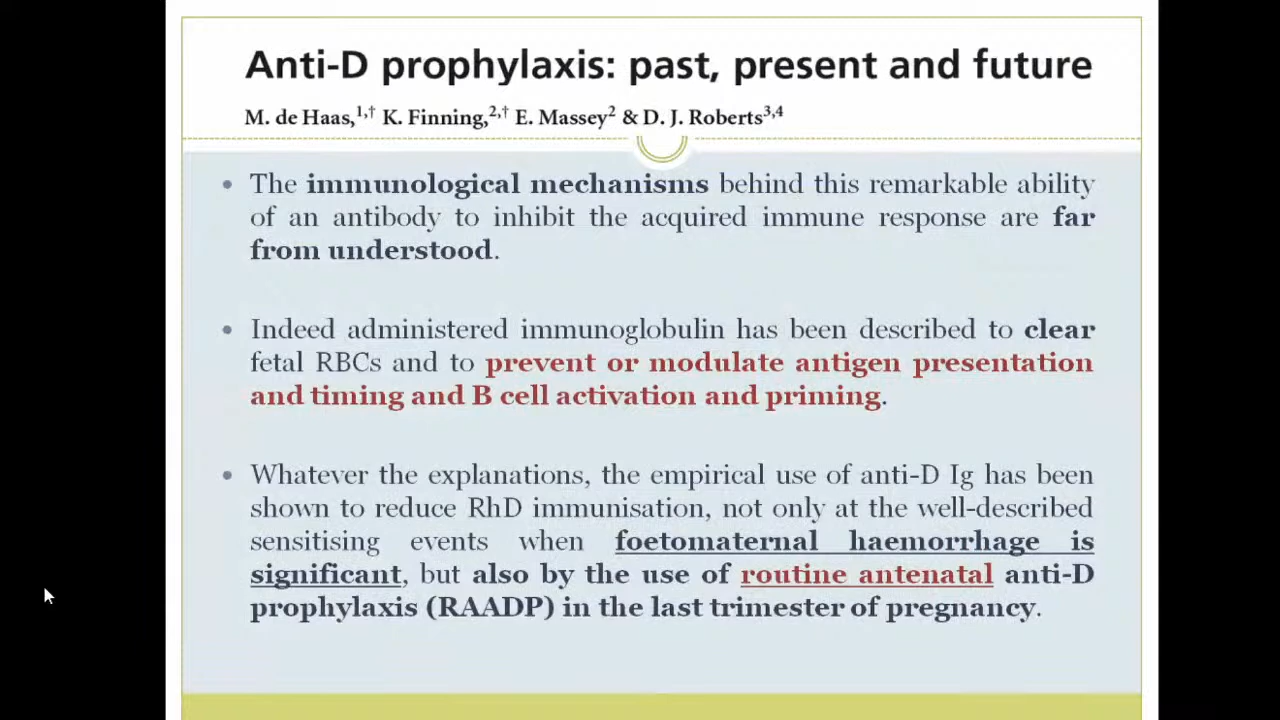 Anti-D prophylaxis: past, present and future
M. de Haas,1,† K. Finning,2,† E. Massey2 & D. J. Roberts3,4
• The immunological mechanisms behind this remarkable ability
of an antibody to inhibit the acquired immune response are far
from understood.
• Indeed administered immunoglobulin has been described to clear
fetal RBCs and to prevent or modulate antigen presentation
and timing and B cell activation and priming.
• Whatever the explanations, the empirical use of anti-D Ig has been
shown to reduce RhD immunisation, not only at the well-described
sensitising events when foetomaternal haemorrhage is
significant, but also by the use of routine antenatal anti-D
prophylaxis (RAADP) in the last trimester of pregnancy.